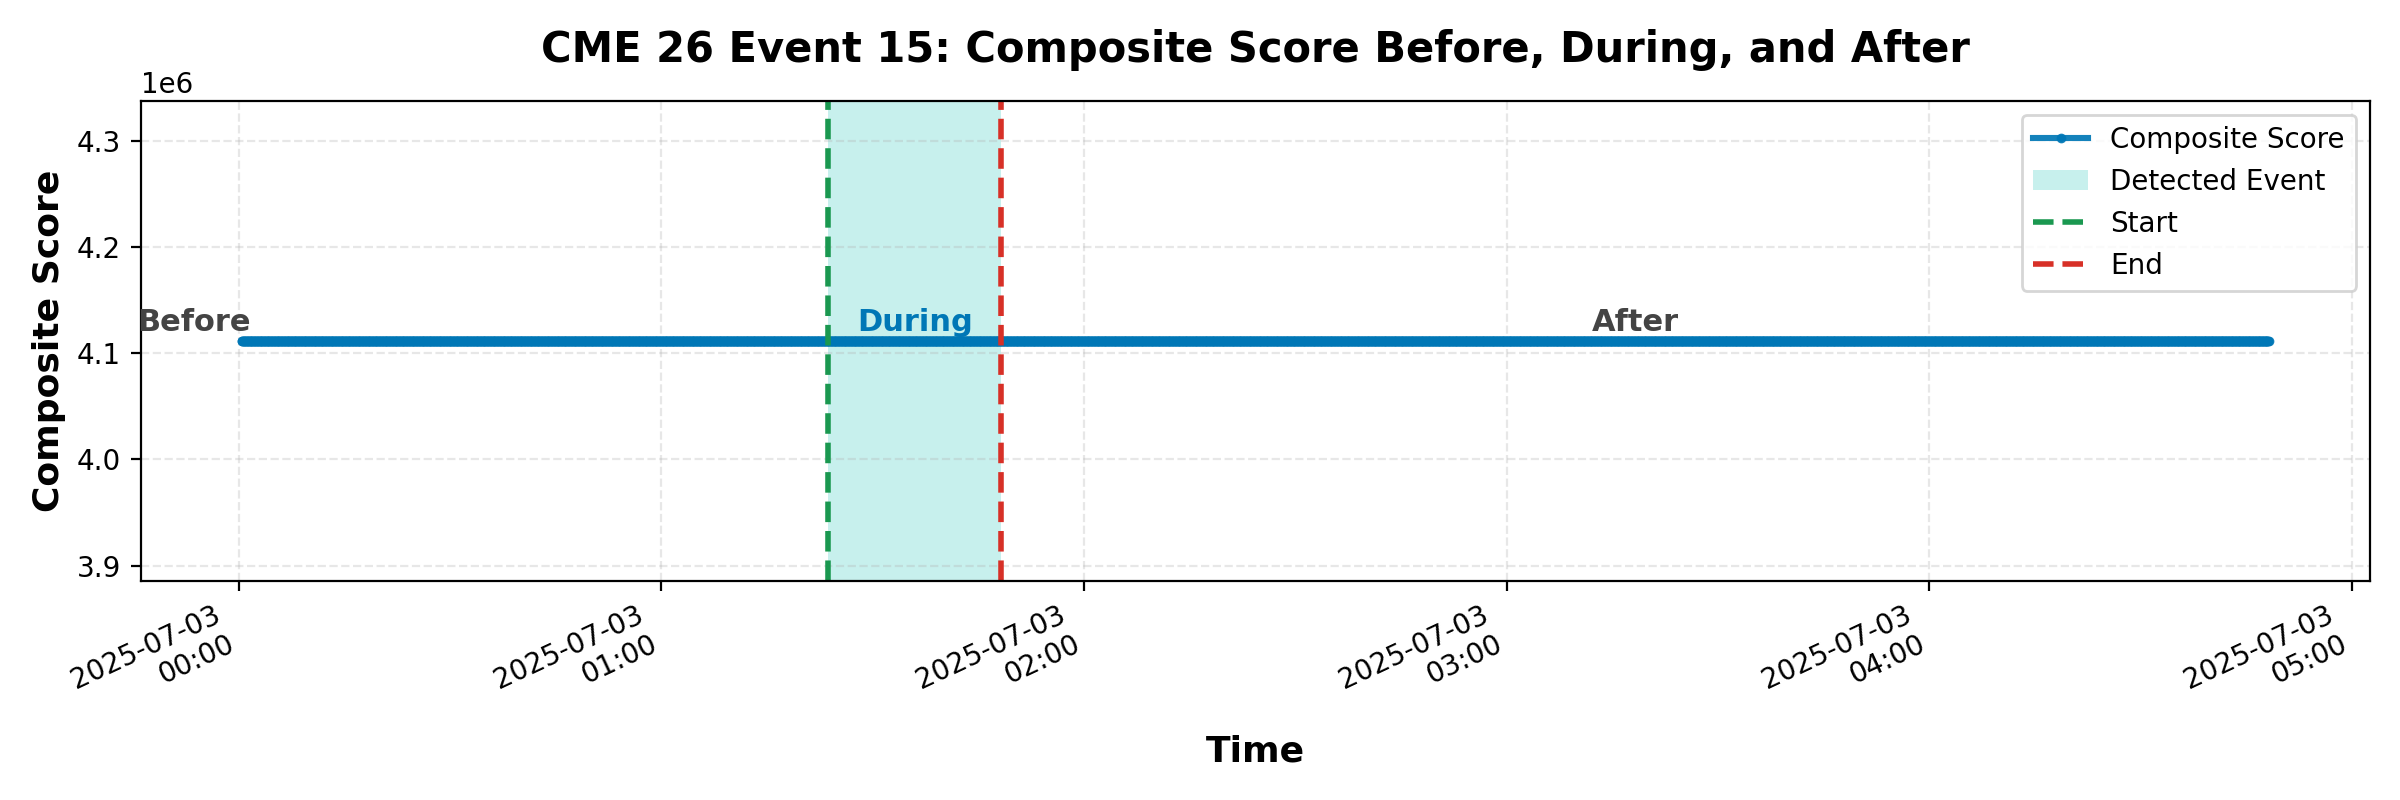 CME 26 Event 15: Composite Score Before, During, and After
1e6
Composite Score
4.3
4.2
4.1
4.0
3.9
Before
During
After
Composite Score
Detected Event
Start
End
2025-07-03
00:00
2025-07-03
01:00
2025-07-03
02:00
2025-07-03
03:00
2025-07-03
04:00
2025-07-03
05:00
Time